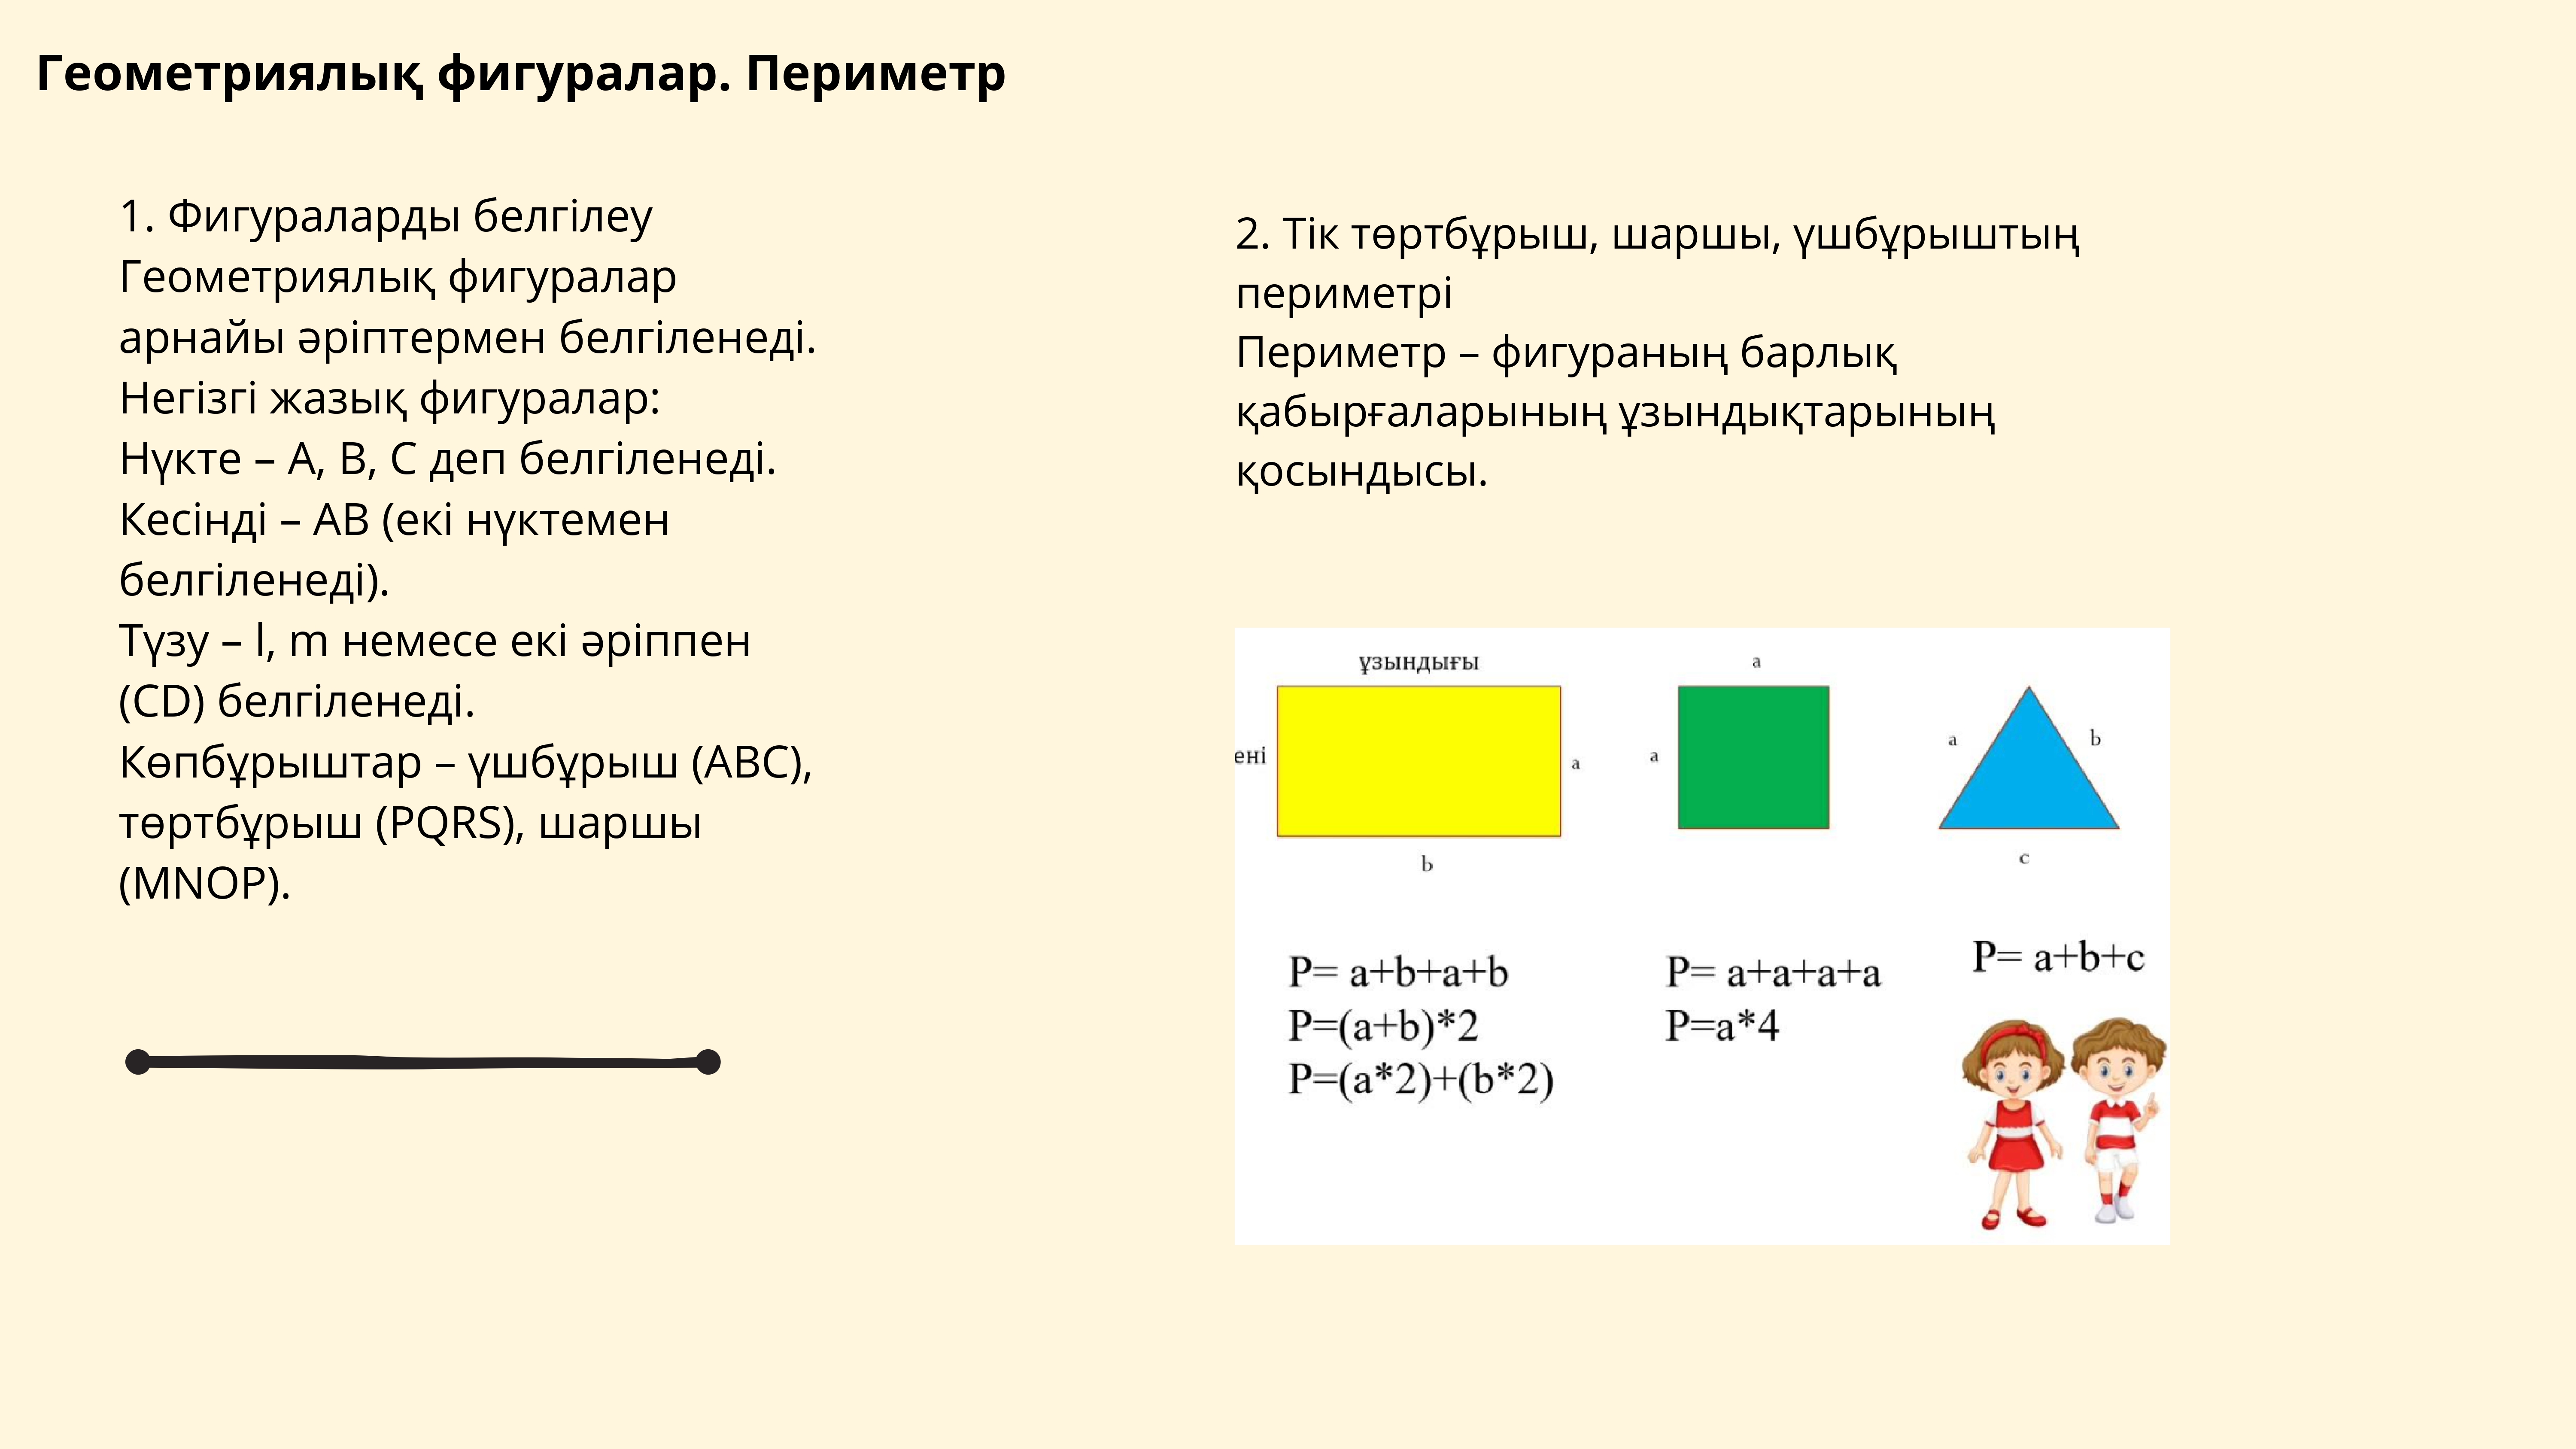 Геометриялық фигуралар. Периметр
1. Фигураларды белгілеу
Геометриялық фигуралар
арнайы әріптермен белгіленеді.
Негізгі жазық фигуралар:
Нүкте – A, B, C деп белгіленеді.
Кесінді – AB (екі нүктемен
белгіленеді).
Түзу – l, m немесе екі әріппен
(CD) белгіленеді.
Көпбұрыштар – үшбұрыш (ABC),
төртбұрыш (PQRS), шаршы
(MNOP).
2. Тік төртбұрыш, шаршы, үшбұрыштың
периметрі
Периметр – фигураның барлық
қабырғаларының ұзындықтарының
қосындысы.
ұзындығы
ені
a
b
a
a
a
b
c
P= a+b+a+b
P=(a+b)*2
P=(a*2)+(b*2)
P= a+a+a+a
P=a*4
P= a+b+c